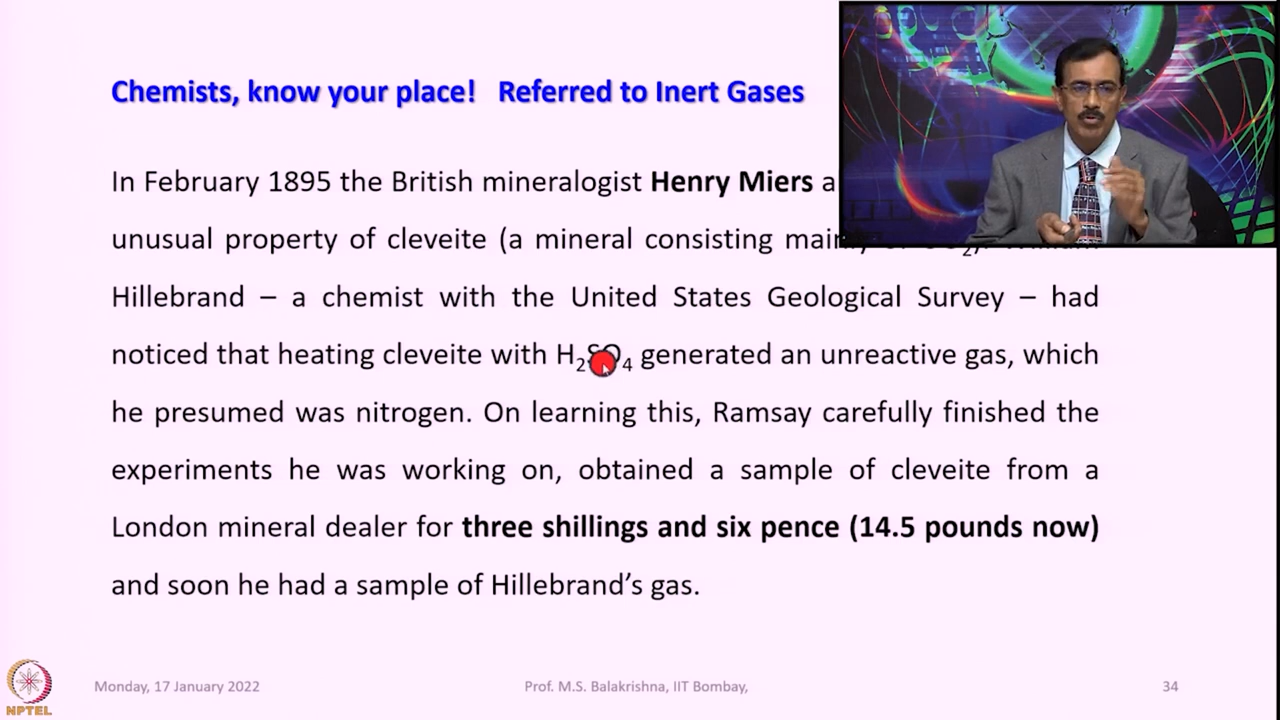 Chemists, know your place! Referred to Inert Gases
In February 1895 the British mineralogist Henry Miers a
unusual property of cleveite (a mineral consisting
Hillebrand – a chemist with the United States Geological Survey – had
noticed that heating cleveite with H₂SO₄ generated an unreactive gas, which
he presumed was nitrogen. On learning this, Ramsay carefully finished the
experiments he was working on, obtained a sample of cleveite from a
London mineral dealer for three shillings and six pence (14.5 pounds now)
and soon he had a sample of Hillebrand’s gas.
NPTEL
Monday, 17 January 2022
Prof. M.S. Balakrishna, IIT Bombay,
34